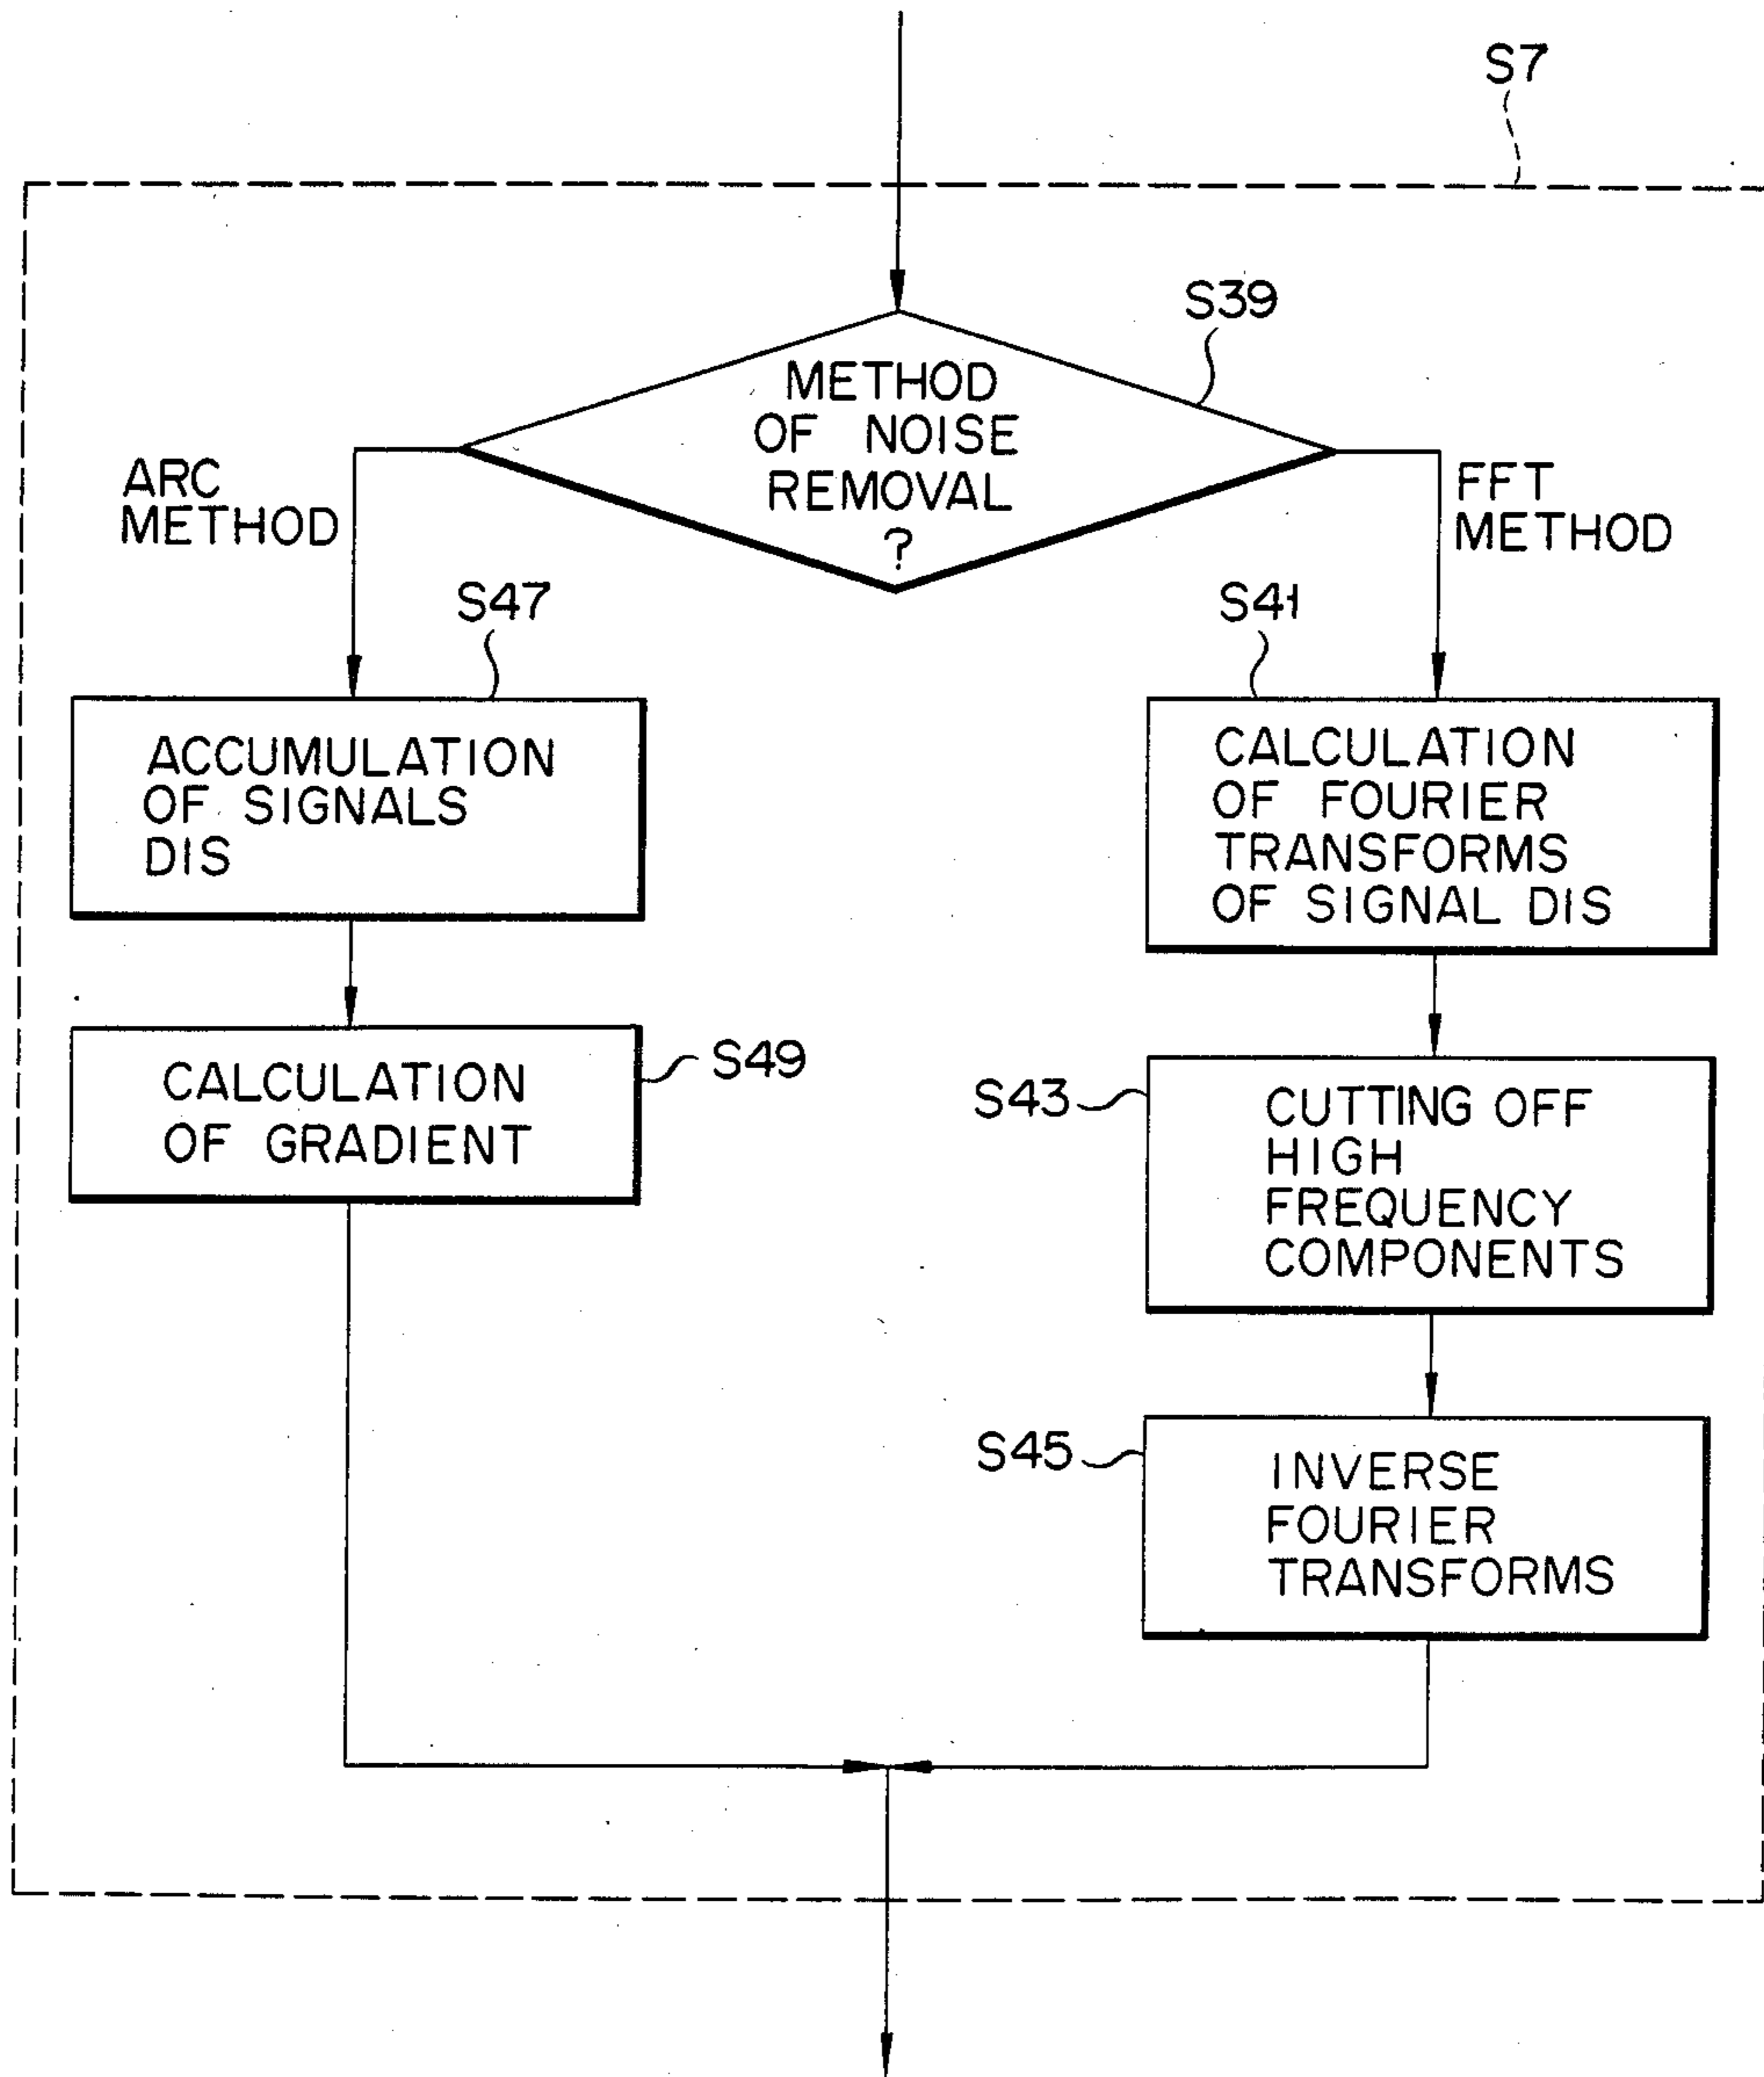 S7
S39
METHOD
OF NOISE
REMOVAL
?
ARC
METHOD
FFT
METHOD
S47
S41
ACCUMULATION
OF SIGNALS
DIS
CALCULATION
OF FOURIER
TRANSFORMS
OF SIGNAL DIS
CALCULATION
OF GRADIENT
S49
S43
CUTTING OFF
HIGH
FREQUENCY
COMPONENTS
S45
INVERSE
FOURIER
TRANSFORMS